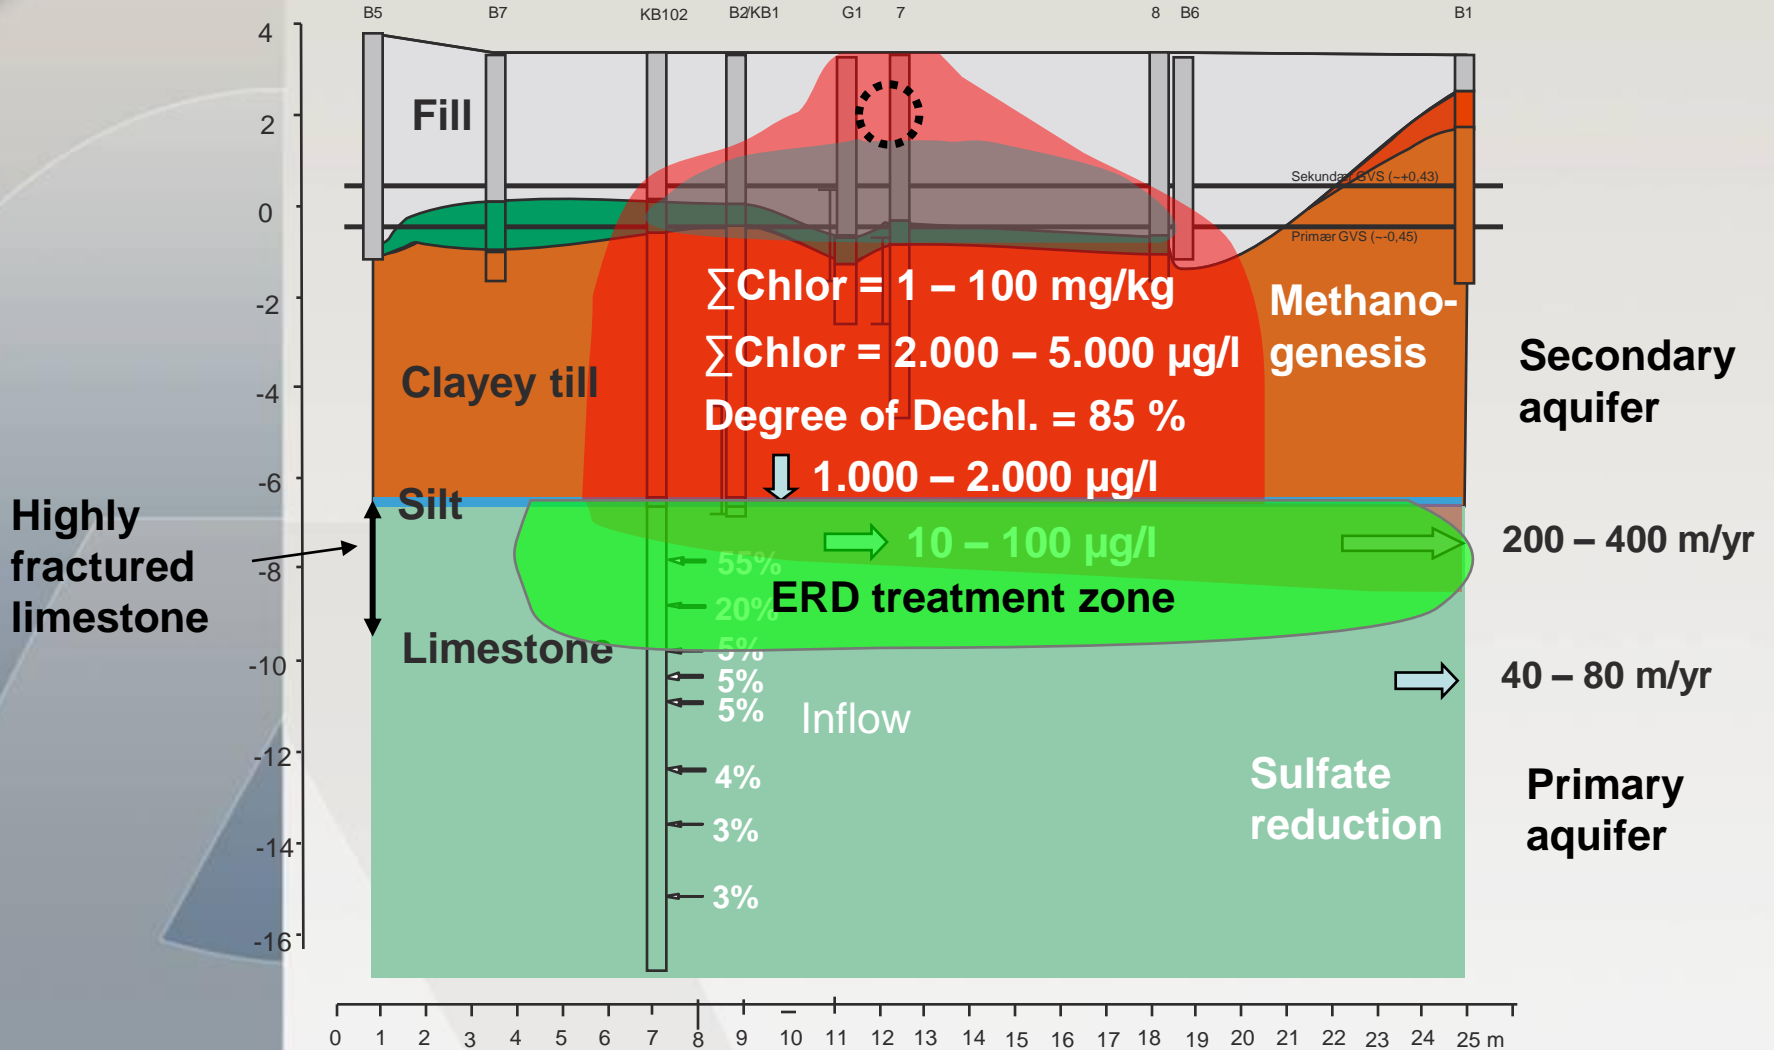 B5 B7 KB102 B2/KB1 G1 7 8 B6 B1
4
2
0
-2
-4
-6
-8
-10
-12
-14
-16
Fill
Sekundær GVS (~+0,43)
Primær GVS (~-0,45)
∑Chlor = 1 – 100 mg/kg
∑Chlor = 2.000 – 5.000 µg/l
Degree of Dechl. = 85 %
1.000 – 2.000 µg/l
Methano-
genesis
Clayey till
Secondary
aquifer
Silt
Highly
fractured
limestone
10 – 100 µg/l
200 – 400 m/yr
55%
ERD treatment zone
20%
Limestone
5%
5%
5%
Inflow
40 – 80 m/yr
4%
3%
3%
Sulfate
reduction
Primary
aquifer
0 1 2 3 4 5 6 7 8 9 10 11 12 13 14 15 16 17 18 19 20 21 22 23 24 25 m